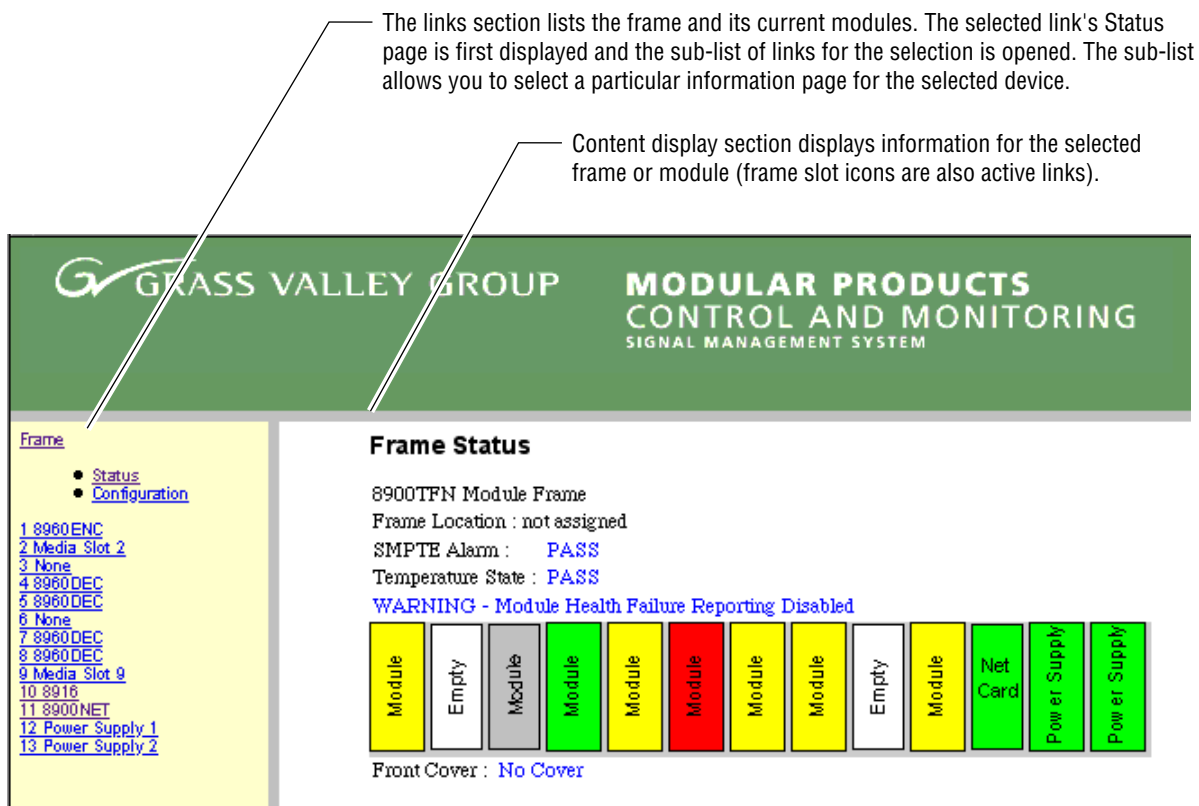 The links section lists the frame and its current modules. The selected link's Status
page is first displayed and the sub-list of links for the selection is opened. The sub-list
allows you to select a particular information page for the selected device.
Content display section displays information for the selected
frame or module (frame slot icons are also active links).
GRASS VALLEY GROUP
MODULAR PRODUCTS
CONTROL AND MONITORING
SIGNAL MANAGEMENT SYSTEM
Frame
Status
Configuration
1 8960ENC
2 Media Slot 2
3 None
4 8960DEC
5 8960DEC
6 None
7 8960DEC
8 8960DEC
9 Media Slot 9
10 8916
11 8900NET
12 Power Supply 1
13 Power Supply 2
Frame Status
8900TFN Module Frame
Frame Location : not assigned
SMPTE Alarm : PASS
Temperature State : PASS
WARNING - Module Health Failure Reporting Disabled
Module
Empty
Module
Module
Module
Module
Module
Module
Empty
Module
Net
Card
Power Supply
Power Supply
Front Cover : No Cover